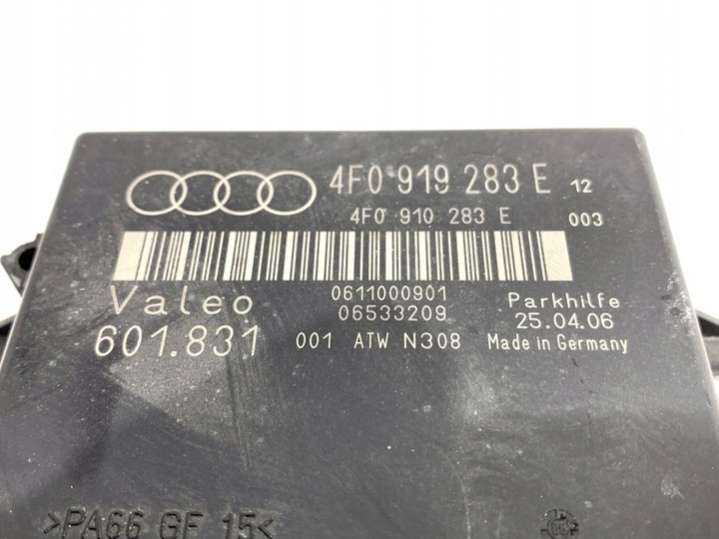 4F0 919 283 E 12
4F0 910 283 E 003
Valeo 0611000901 Parkhilfe
06533209 25.04.06
601.831 001 ATW N308 Made in Germany
>PA66 GF 15<